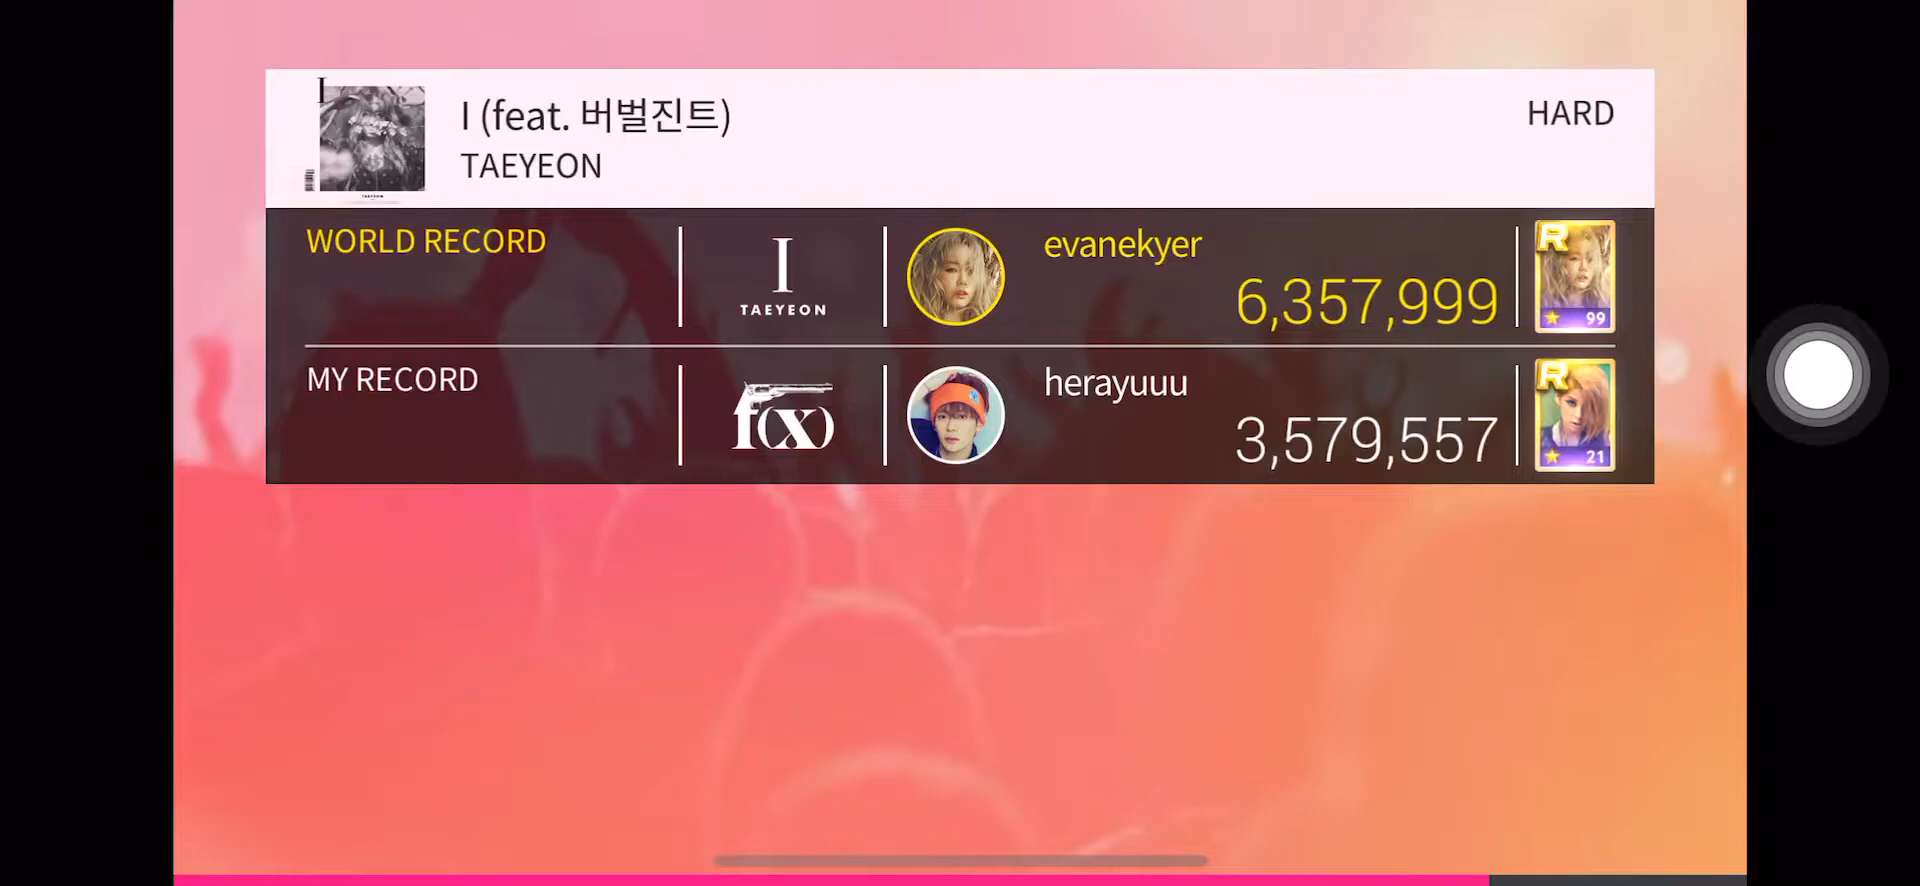 I
I (feat. 버벌진트)
TAEYEON
HARD
WORLD RECORD
I
TAEYEON
evanekyer
6,357,999
R
99
MY RECORD
f(x)
herayuuu
3,579,557
R
21